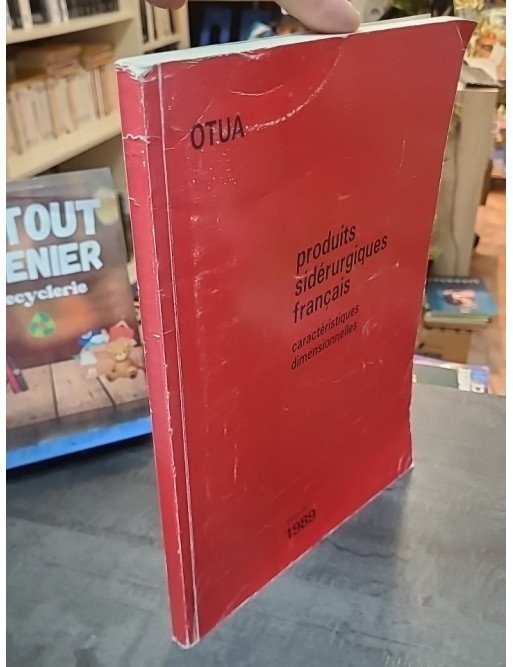 OTUA
produits
sidérurgiques
français
caractéristiques
dimensionnelles
1989
TOUT
ENIER
ecyclerie